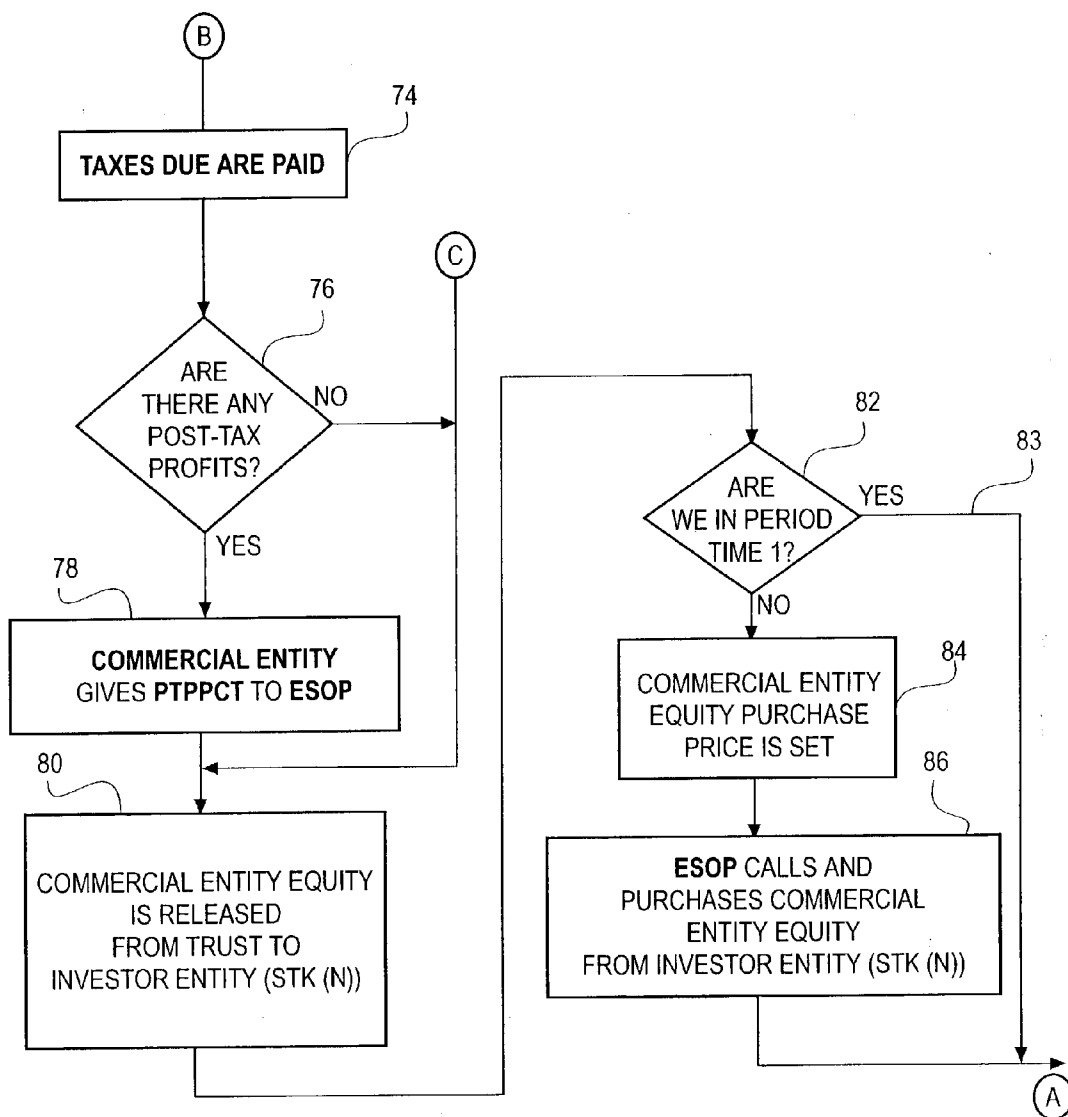 B
74
TAXES DUE ARE PAID
C
76
ARE
THERE ANY
POST-TAX
PROFITS?
NO
YES
78
COMMERCIAL ENTITY
GIVES PTPPCT TO ESOP
80
COMMERCIAL ENTITY EQUITY
IS RELEASED
FROM TRUST TO
INVESTOR ENTITY (STK (N))
82
83
ARE
WE IN PERIOD
TIME 1?
YES
NO
84
COMMERCIAL ENTITY
EQUITY PURCHASE
PRICE IS SET
86
ESOP CALLS AND
PURCHASES COMMERCIAL
ENTITY EQUITY
FROM INVESTOR ENTITY (STK (N))
A